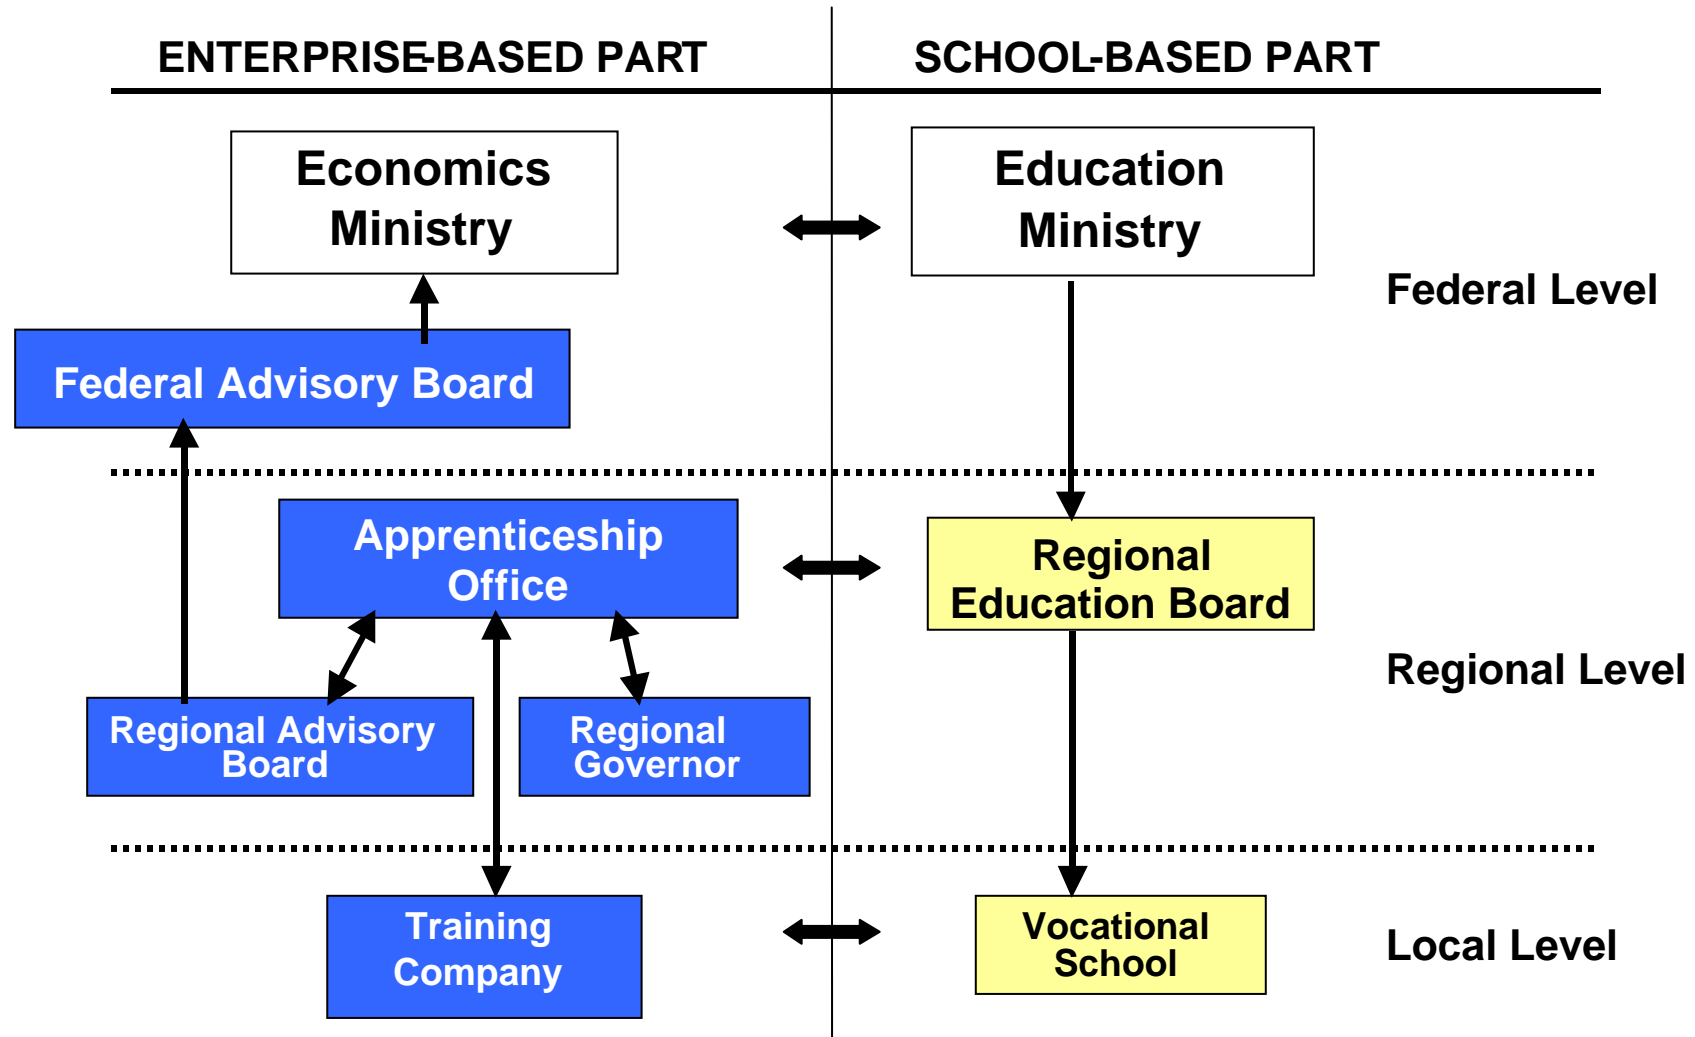 ENTERPRISE-BASED PART
SCHOOL-BASED PART
Economics
Ministry
Education
Ministry
Federal Level
Federal Advisory Board
Apprenticeship
Office
Regional
Education Board
Regional Level
Regional Advisory
Board
Regional
Governor
Training
Company
Vocational
School
Local Level